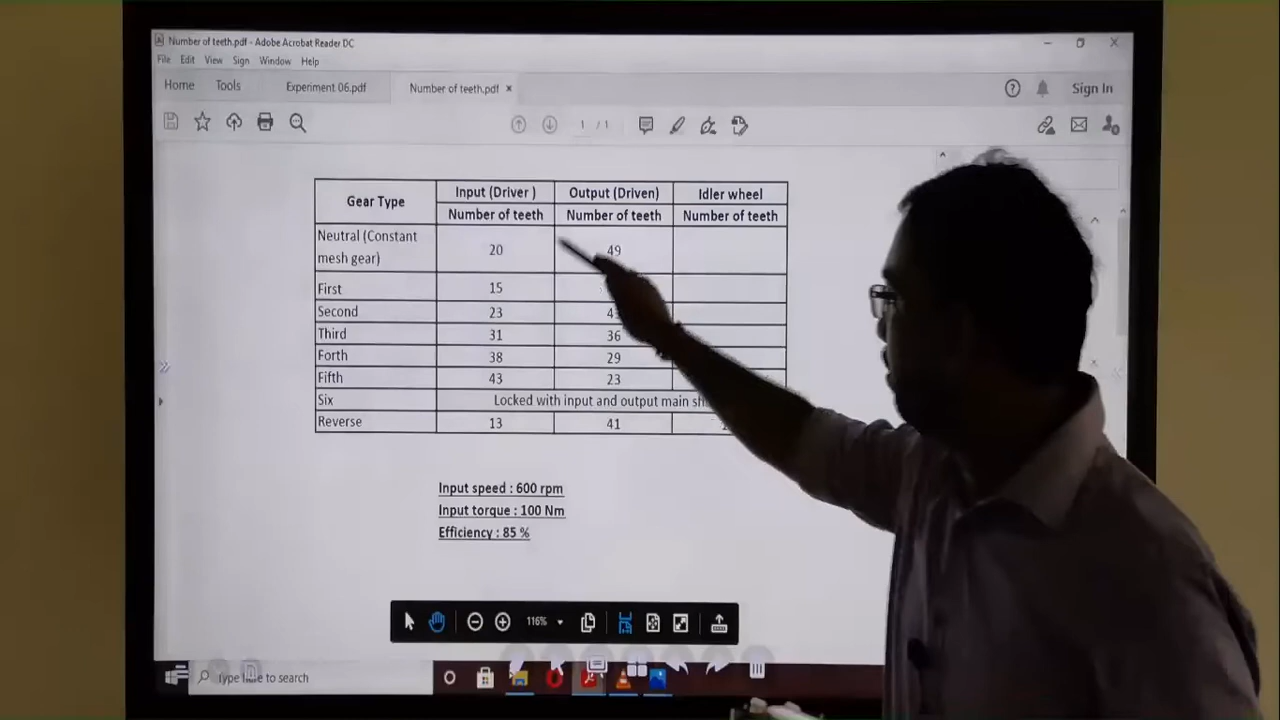 Number of teeth.pdf - Adobe Acrobat Reader DC
File Edit View Sign Window Help
Home Tools Experiment 06.pdf Number of teeth.pdf × Sign In
1 / 1
Gear Type Input (Driver ) Output (Driven) Idler wheel
Number of teeth Number of teeth Number of teeth
Neutral (Constant
mesh gear) 20 49
First 15
Second 23
Third 31 36
Forth 38 29
Fifth 43 23
Six Locked with input and output main
Reverse 13 41
Input speed : 600 rpm
Input torque : 100 Nm
Efficiency : 85 %
116%
Type here to search